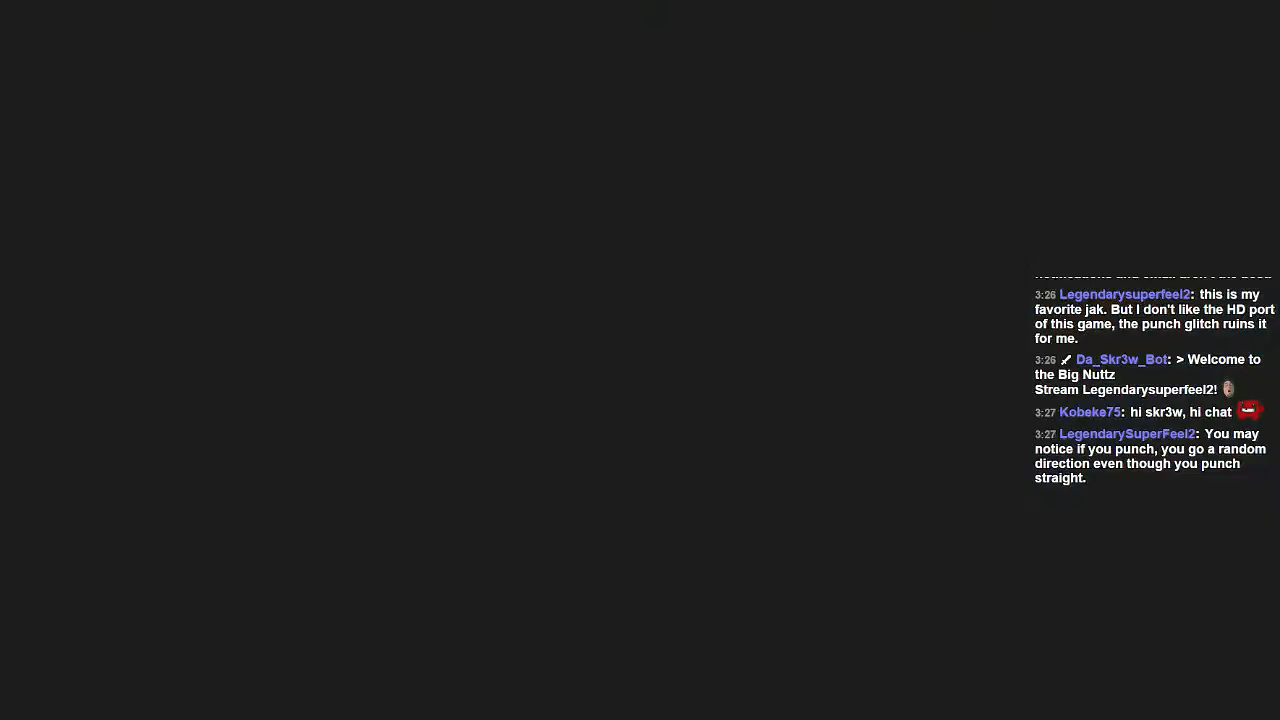 3:26 Legendarysuperfeel2: this is my
favorite jak. But I don't like the HD port
of this game, the punch glitch ruins it
for me.
3:26 Da_Skr3w_Bot: > Welcome to
the Big Nuttz
Stream Legendarysuperfeel2!
3:27 Kobeke75: hi skr3w, hi chat
3:27 LegendarySuperFeel2: You may
notice if you punch, you go a random
direction even though you punch
straight.